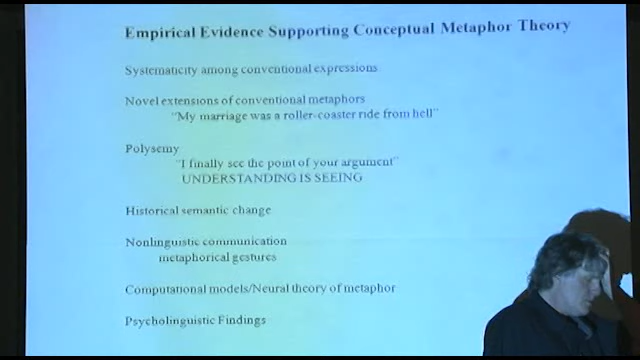 Empirical Evidence Supporting Conceptual Metaphor Theory
Systematicity among conventional expressions
Novel extensions of conventional metaphors
"My marriage was a roller-coaster ride from hell"
Polysemy
"I finally see the point of your argument"
UNDERSTANDING IS SEEING
Historical semantic change
Nonlinguistic communication
metaphorical gestures
Computational models/Neural theory of metaphor
Psycholinguistic Findings